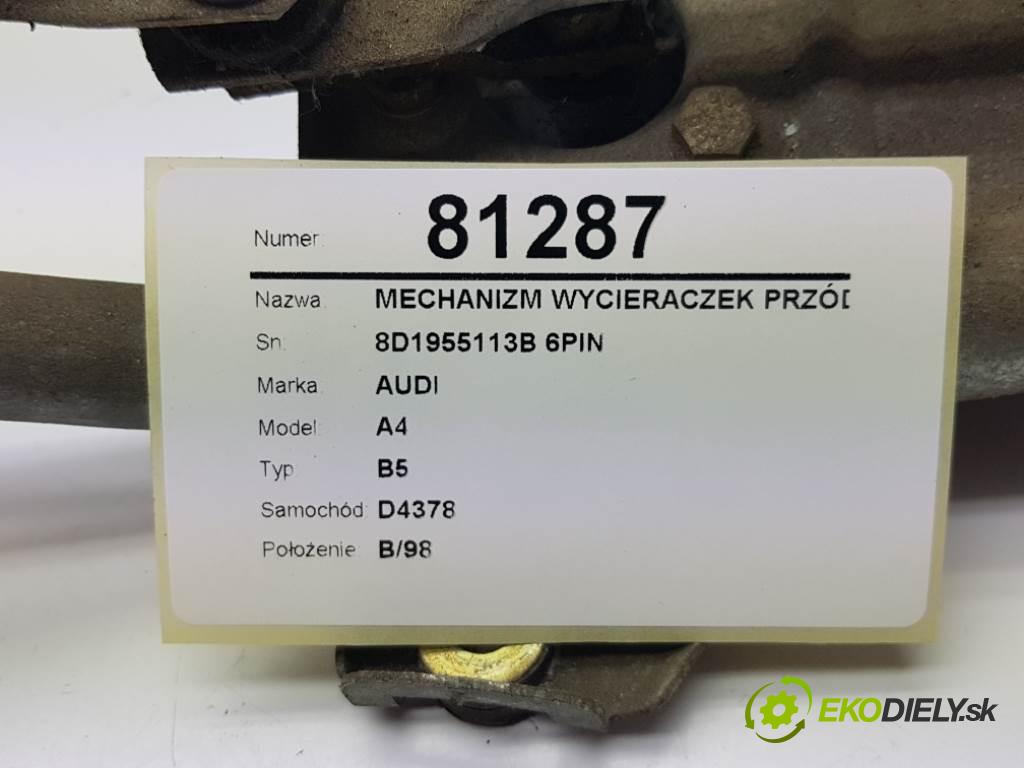 Numer: 81287
Nazwa: MECHANIZM WYCIERACZEK PRZÓD
Sn: 8D1955113B 6PIN
Marka: AUDI
Model: A4
Typ: B5
Samochód: D4378
Położenie: B/98
EKODIELY.sk